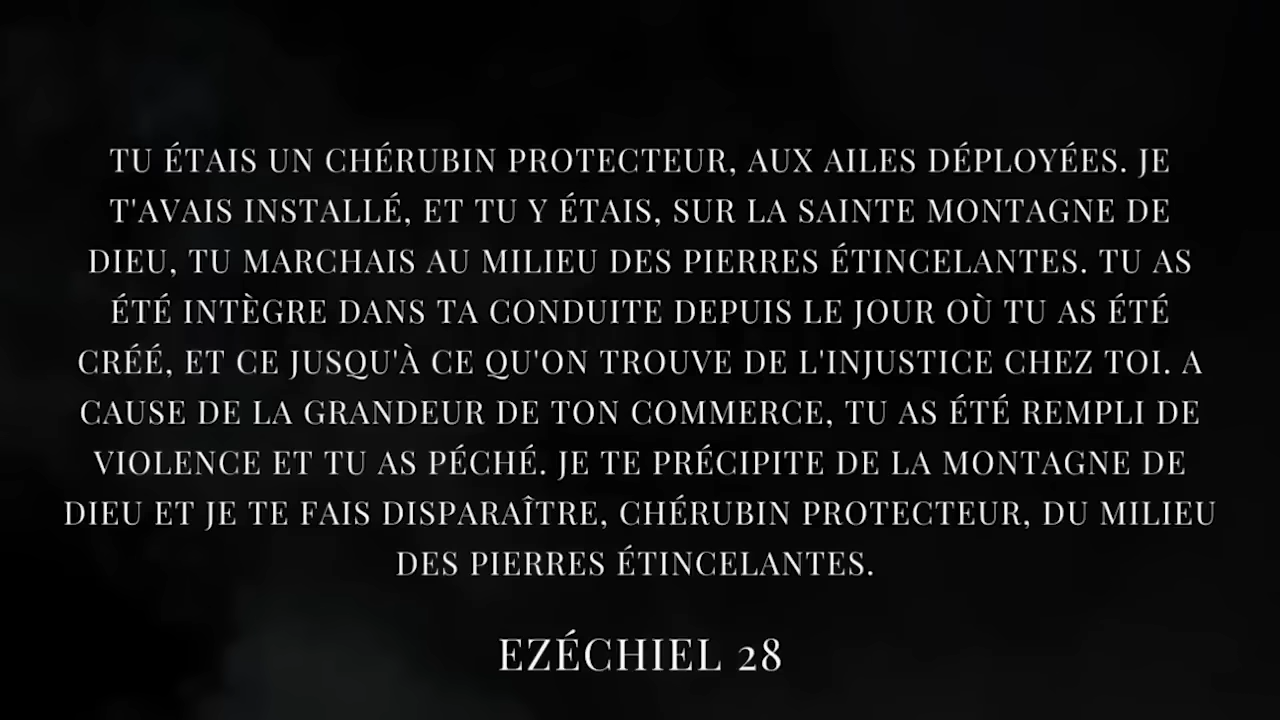 TU ÉTAIS UN CHÉRUBIN PROTECTEUR, AUX AILES DÉPLOYÉES. JE
T'AVAIS INSTALLÉ, ET TU Y ÉTAIS, SUR LA SAINTE MONTAGNE DE
DIEU, TU MARCHAIS AU MILIEU DES PIERRES ÉTINCELANTES. TU AS
ÉTÉ INTÈGRE DANS TA CONDUITE DEPUIS LE JOUR OÙ TU AS ÉTÉ
CRÉÉ, ET CE JUSQU'À CE QU'ON TROUVE DE L'INJUSTICE CHEZ TOI. A
CAUSE DE LA GRANDEUR DE TON COMMERCE, TU AS ÉTÉ REMPLI DE
VIOLENCE ET TU AS PÉCHÉ. JE TE PRÉCIPITE DE LA MONTAGNE DE
DIEU ET JE TE FAIS DISPARAÎTRE, CHÉRUBIN PROTECTEUR, DU MILIEU
DES PIERRES ÉTINCELANTES.
EZÉCHIEL 28